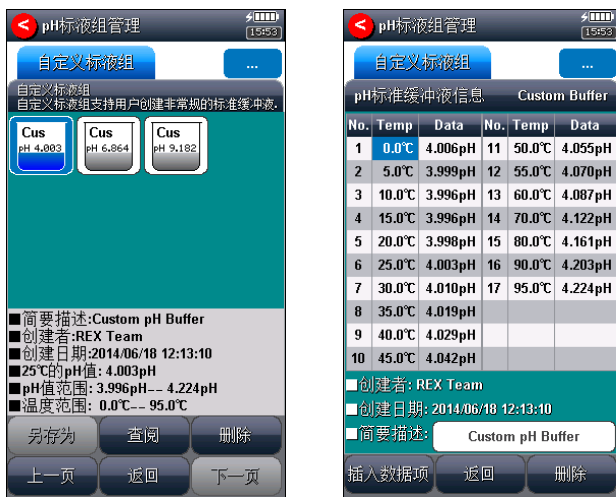 pH标液组管理
15:53
自定义标液组
...
自定义标液组
自定义标液组支持用户创建非常规的标准缓冲液.
Cus Cus Cus
pH 4.003 pH 6.864 pH 9.182
■简要描述:Custom pH Buffer
■创建者:REX Team
■创建日期:2014/06/18 12:13:10
■25℃的pH值: 4.003pH
■pH值范围: 3.996pH-- 4.224pH
■温度范围: 0.0℃-- 95.0℃
另存为 查阅 删除
上一页 返回 下一页
pH标液组管理
15:53
自定义标液组
...
pH标准缓冲液信息 Custom Buffer
No. Temp Data No. Temp Data
1 0.0℃ 4.006pH 11 50.0℃ 4.055pH
2 5.0℃ 3.999pH 12 55.0℃ 4.070pH
3 10.0℃ 3.996pH 13 60.0℃ 4.087pH
4 15.0℃ 3.996pH 14 70.0℃ 4.122pH
5 20.0℃ 3.998pH 15 80.0℃ 4.161pH
6 25.0℃ 4.003pH 16 90.0℃ 4.203pH
7 30.0℃ 4.010pH 17 95.0℃ 4.224pH
8 35.0℃ 4.019pH
9 40.0℃ 4.029pH
10 45.0℃ 4.042pH
■创建者: REX Team
■创建日期: 2014/06/18 12:13:10
■简要描述: Custom pH Buffer
插入数据项 返回 删除